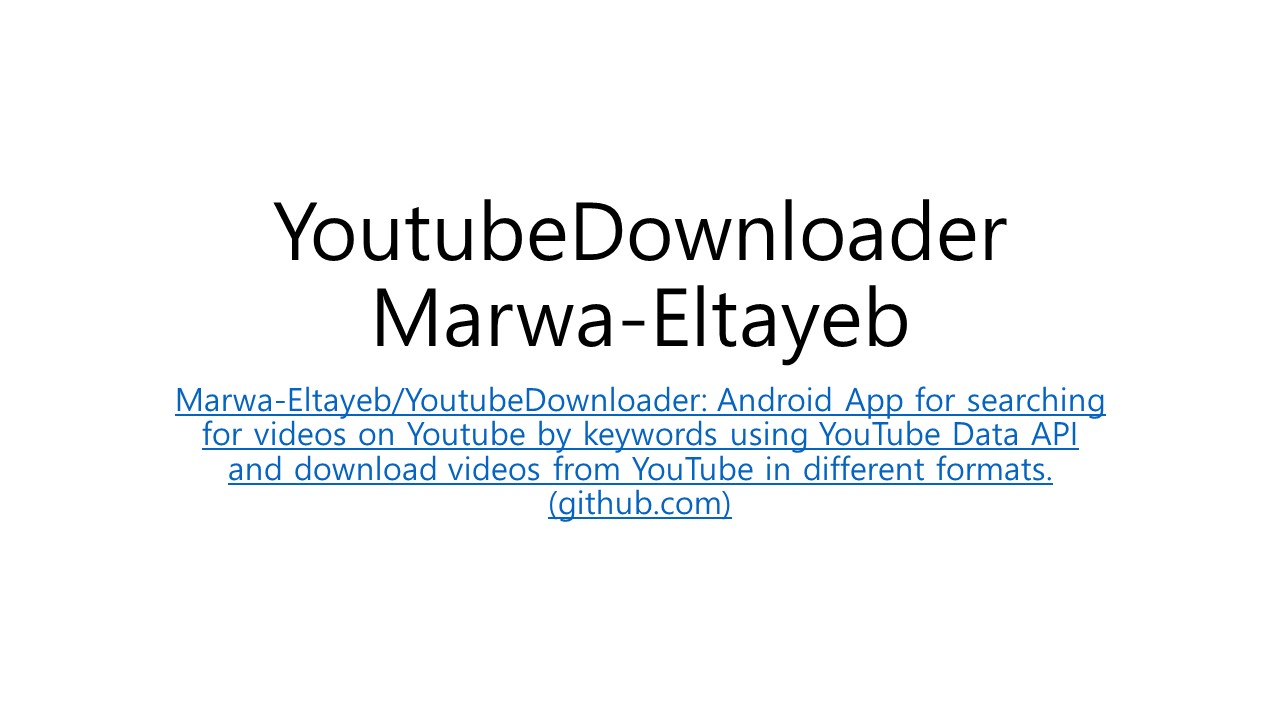 YoutubeDownloader
Marwa-Eltayeb
Marwa-Eltayeb/YoutubeDownloader: Android App for searching
for videos on Youtube by keywords using YouTube Data API
and download videos from YouTube in different formats.
(github.com)